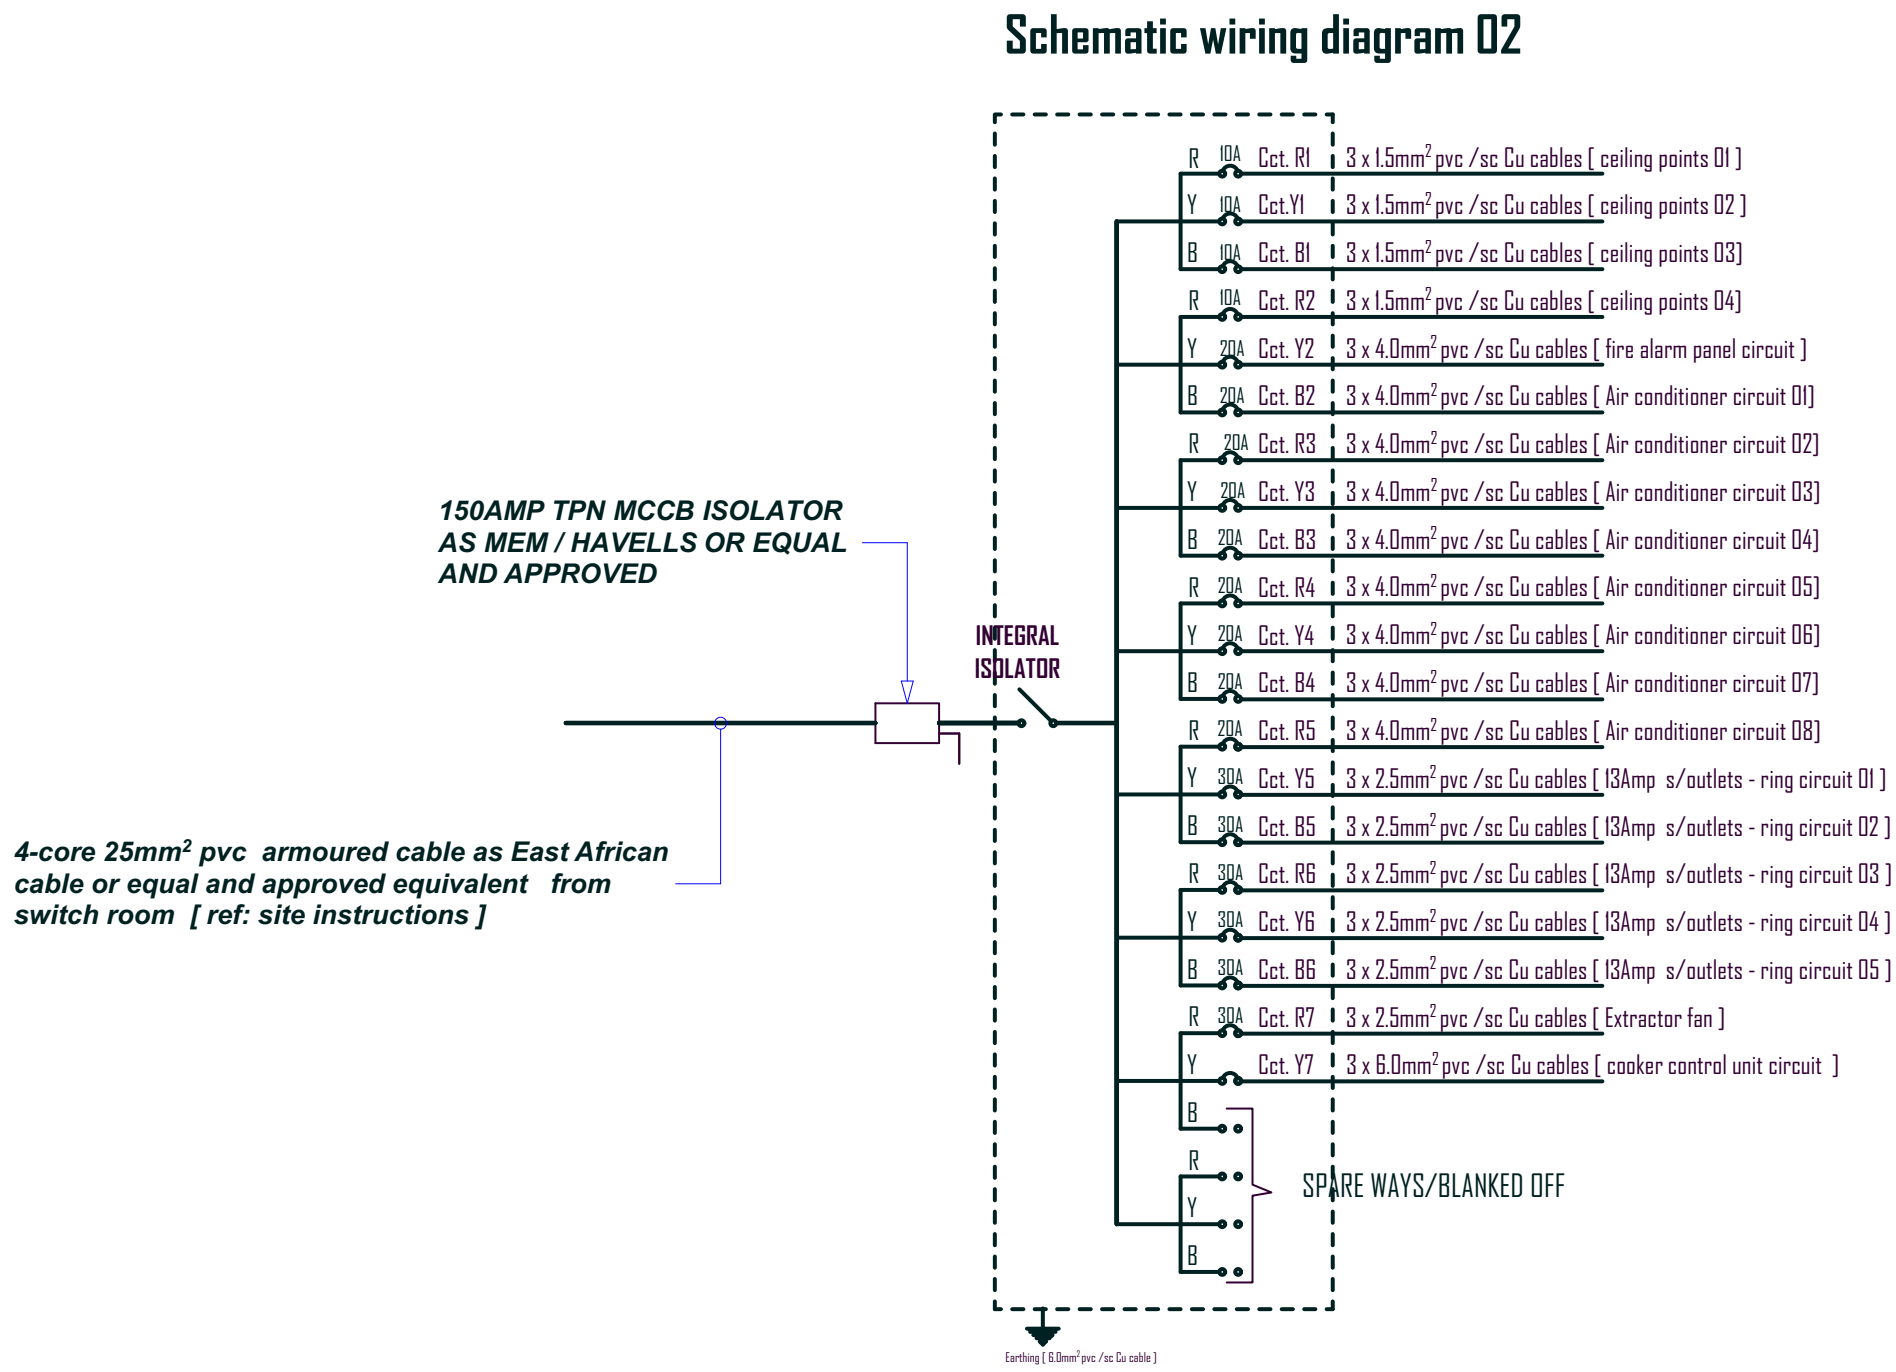 Schematic wiring diagram 02
R 10A Cct. R1 3 x 1.5mm² pvc /sc Cu cables [ ceiling points 01 ]
Y 10A Cct.Y1 3 x 1.5mm² pvc /sc Cu cables [ ceiling points 02 ]
B 10A Cct. B1 3 x 1.5mm² pvc /sc Cu cables [ ceiling points 03]
R 10A Cct. R2 3 x 1.5mm² pvc /sc Cu cables [ ceiling points 04]
Y 20A Cct. Y2 3 x 4.0mm² pvc /sc Cu cables [ fire alarm panel circuit ]
B 20A Cct. B2 3 x 4.0mm² pvc /sc Cu cables [ Air conditioner circuit 01]
R 20A Cct. R3 3 x 4.0mm² pvc /sc Cu cables [ Air conditioner circuit 02]
Y 20A Cct. Y3 3 x 4.0mm² pvc /sc Cu cables [ Air conditioner circuit 03]
B 20A Cct. B3 3 x 4.0mm² pvc /sc Cu cables [ Air conditioner circuit 04]
R 20A Cct. R4 3 x 4.0mm² pvc /sc Cu cables [ Air conditioner circuit 05]
Y 20A Cct. Y4 3 x 4.0mm² pvc /sc Cu cables [ Air conditioner circuit 06]
B 20A Cct. B4 3 x 4.0mm² pvc /sc Cu cables [ Air conditioner circuit 07]
R 20A Cct. R5 3 x 4.0mm² pvc /sc Cu cables [ Air conditioner circuit 08]
Y 30A Cct. Y5 3 x 2.5mm² pvc /sc Cu cables [ 13Amp s/outlets - ring circuit 01 ]
B 30A Cct. B5 3 x 2.5mm² pvc /sc Cu cables [ 13Amp s/outlets - ring circuit 02 ]
R 30A Cct. R6 3 x 2.5mm² pvc /sc Cu cables [ 13Amp s/outlets - ring circuit 03 ]
Y 30A Cct. Y6 3 x 2.5mm² pvc /sc Cu cables [ 13Amp s/outlets - ring circuit 04 ]
B 30A Cct. B6 3 x 2.5mm² pvc /sc Cu cables [ 13Amp s/outlets - ring circuit 05 ]
R 30A Cct. R7 3 x 2.5mm² pvc /sc Cu cables [ Extractor fan ]
Y Cct. Y7 3 x 6.0mm² pvc /sc Cu cables [ cooker control unit circuit ]
B
R
Y
B
SPARE WAYS/BLANKED OFF
150AMP TPN MCCB ISOLATOR
AS MEM / HAVELLS OR EQUAL
AND APPROVED
INTEGRAL
ISOLATOR
4-core 25mm² pvc armoured cable as East African
cable or equal and approved equivalent from
switch room [ ref: site instructions ]
Earthing [ 6.0mm² pvc /sc Cu cable ]